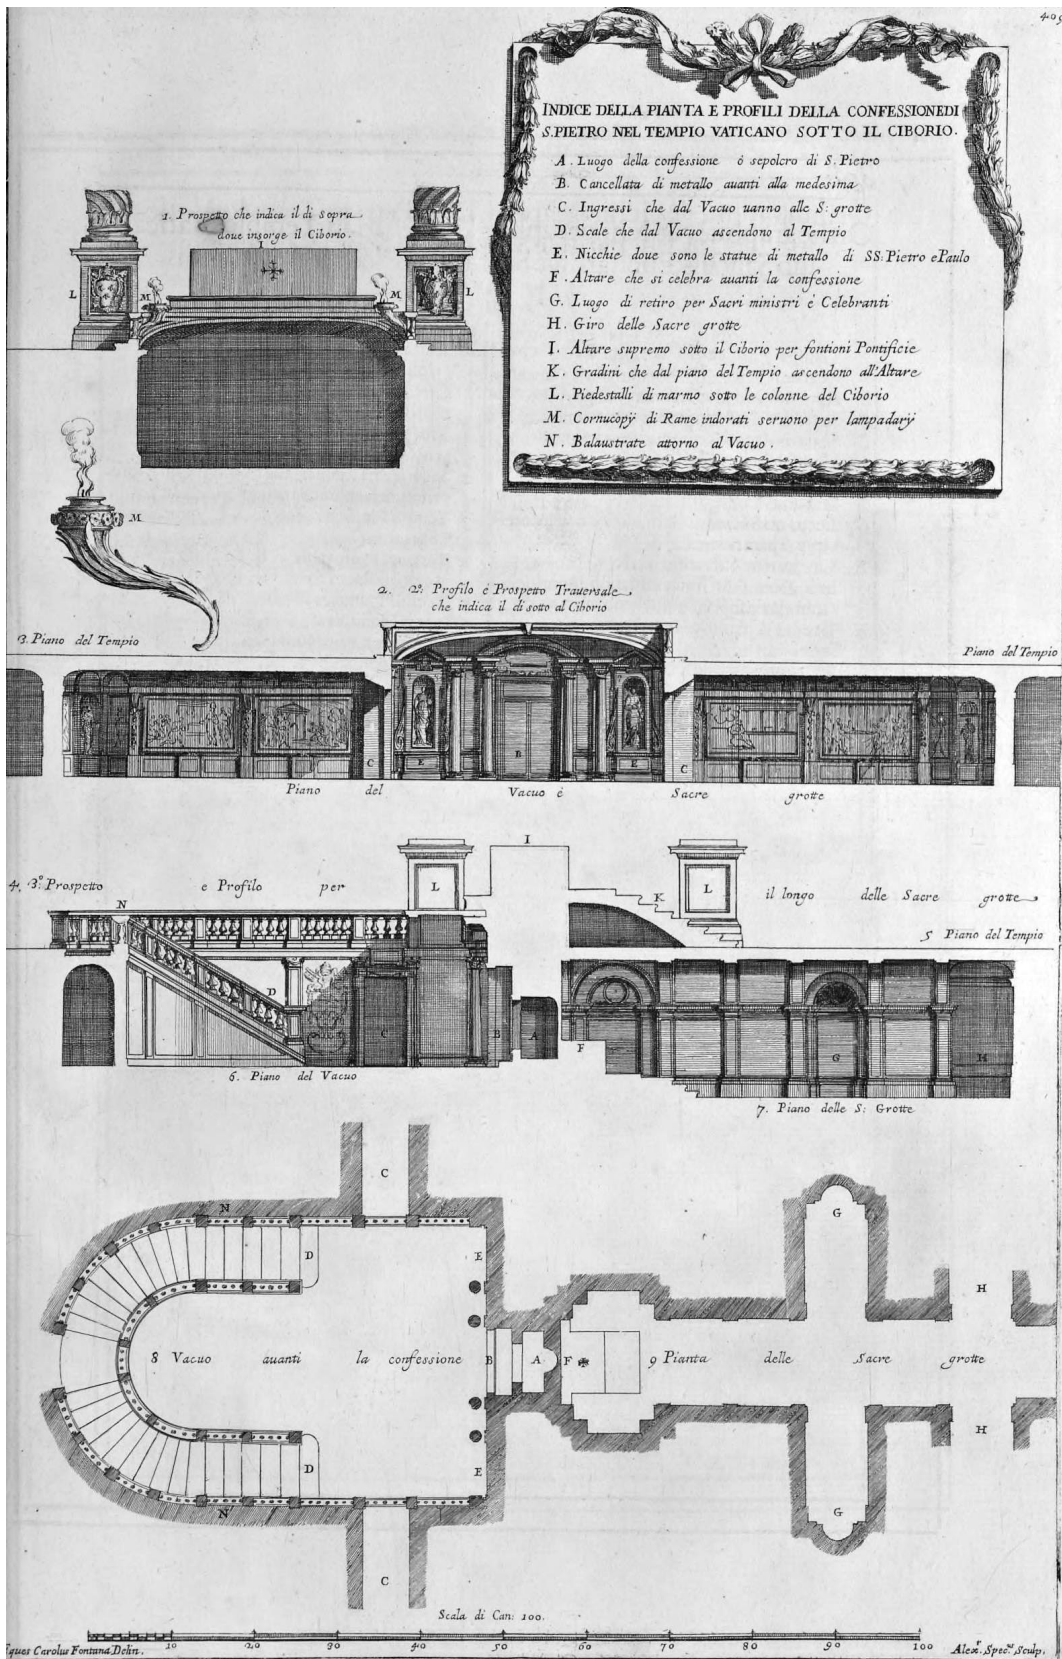 409
INDICE DELLA PIANTA E PROFILI DELLA CONFESSIONE DI
S. PIETRO NEL TEMPIO VATICANO SOTTO IL CIBORIO.
A. Luogo della confessione ó sepolcro di S. Pietro
B. Cancellata di metallo auanti alla medesima
C. Ingressi che dal Vacuo uanno alle S: grotte
D. Scale che dal Vacuo ascendono al Tempio
E. Nicchie doue sono le statue di metallo di SS: Pietro e Paulo
F. Altare che si celebra auanti la confessione
G. Luogo di retiro per Sacri ministri é Celebranti
H. Giro delle Sacre grotte
I. Altare supremo sotto il Ciborio per fontioni Pontificie
K. Gradini che dal piano del Tempio ascendono all'Altare
L. Piedestalli di marmo sotto le colonne del Ciborio
M. Cornucopÿ di Rame indorati seruono per lampadarÿ
N. Balaustrate attorno al Vacuo.
1. Prospetto che indica il di sopra
doue insorge il Ciborio.
I
L M M L
M
2. 2º: Profilo é Prospetto Trauersale
che indica il di sotto al Ciborio
3. Piano del Tempio
Piano del Tempio
C E B E C
Piano del Vacuo é Sacre grotte
I
4. 3º: Prospetto e Profilo per L K L il longo delle Sacre grotte
N
5 Piano del Tempio
D C B A F G H
6. Piano del Vacuo
7. Piano delle S: Grotte
C
N G
D E H
8 Vacuo auanti la confessione B A F 9 Pianta delle Sacre grotte
D E H
N G
C
Scala di Can: 100.
10 20 30 40 50 60 70 80 90 100
Eques Carolus Fontana Delin.
Alex.r Spec.us Sculp.